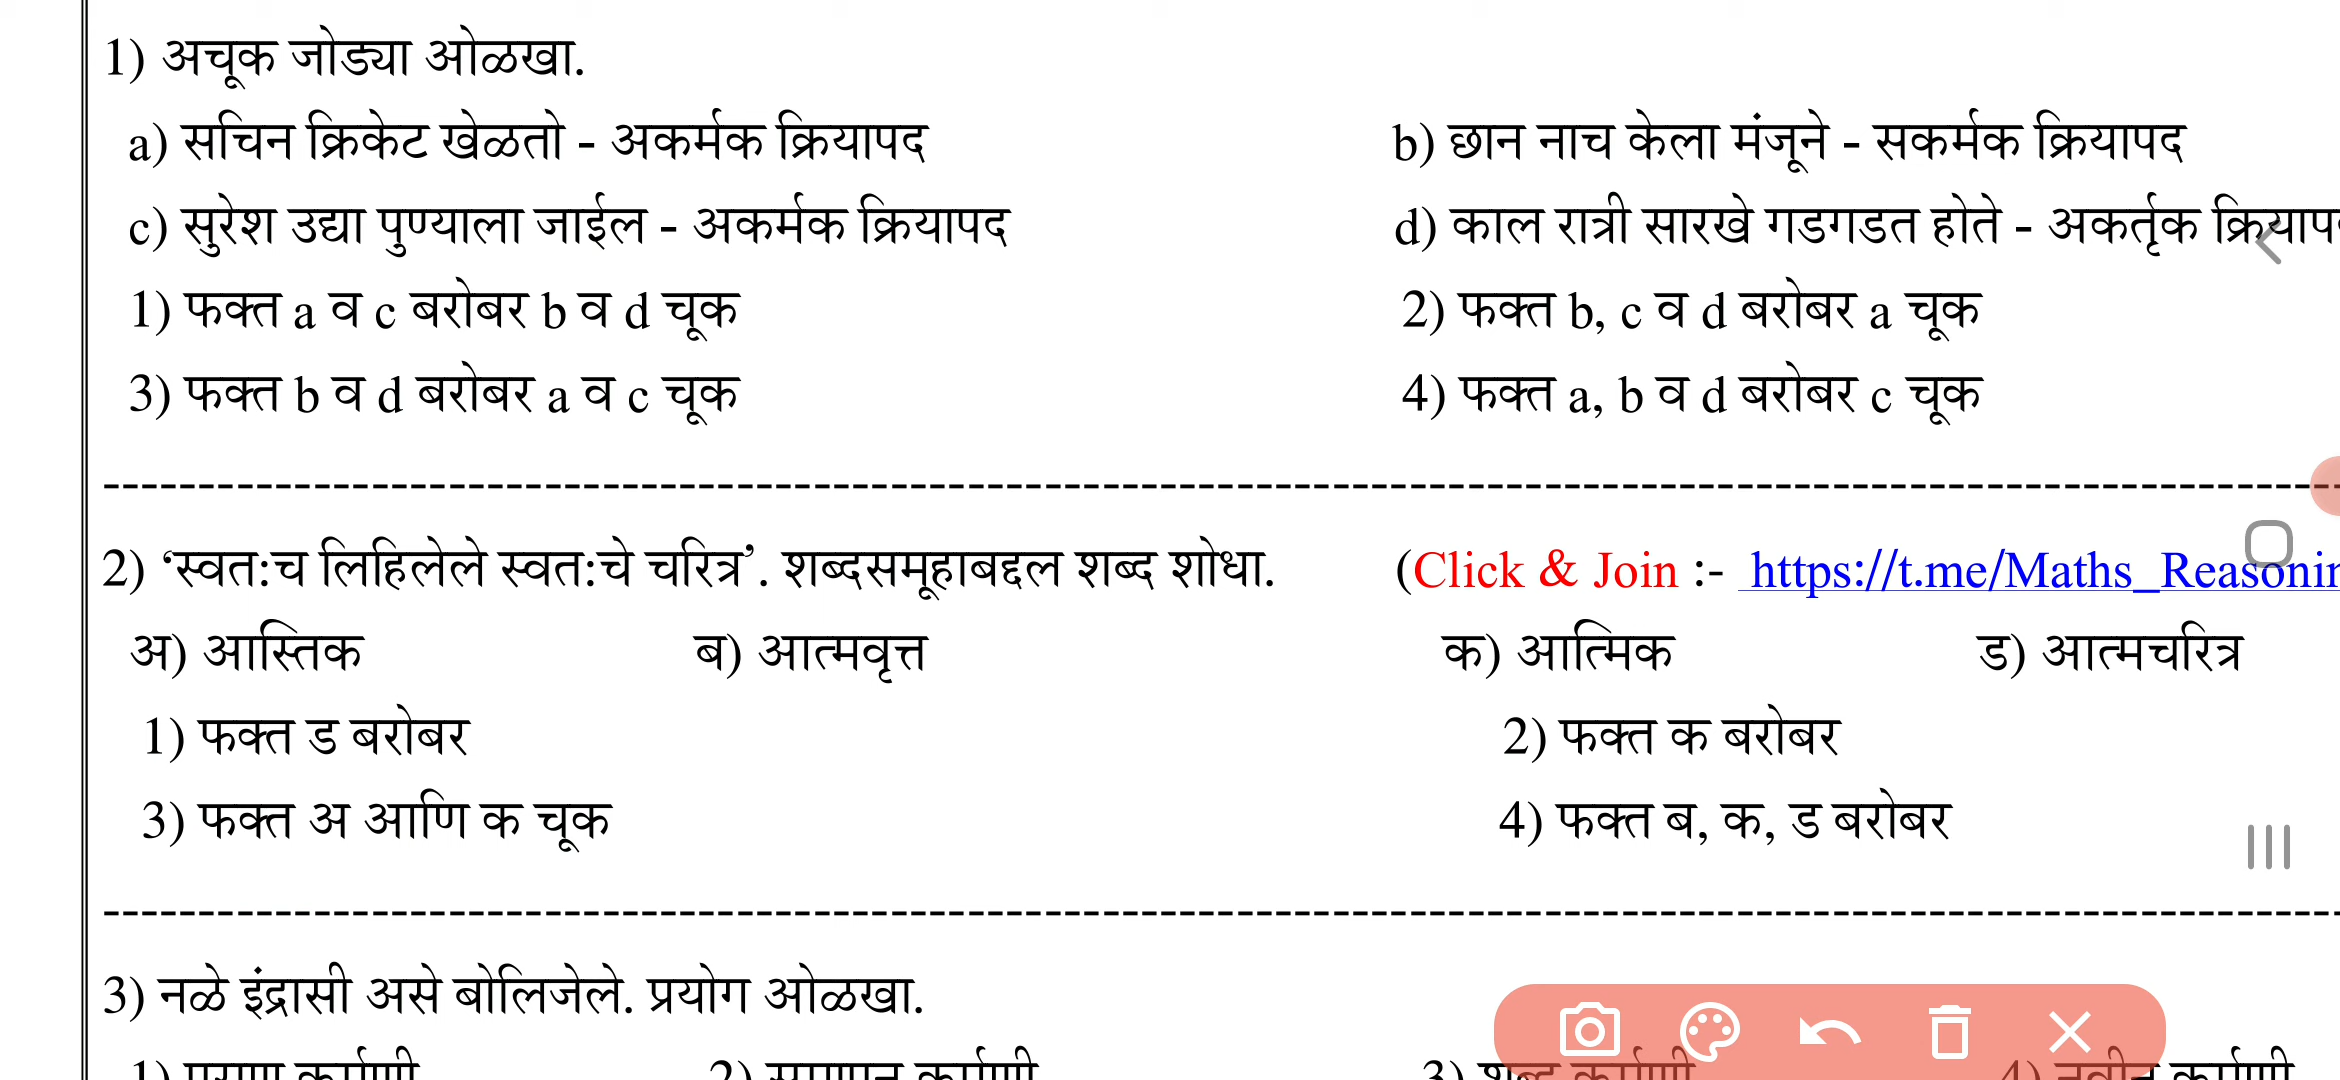 1) अचूक जोड्या ओळखा.
a) सचिन क्रिकेट खेळतो - अकर्मक क्रियापद b) छान नाच केला मंजूने - सकर्मक क्रियापद
c) सुरेश उद्या पुण्याला जाईल - अकर्मक क्रियापद d) काल रात्री सारखे गडगडत होते - अकर्तृक
1) फक्त a व c बरोबर b व d चूक 2) फक्त b, c व d बरोबर a चूक
3) फक्त b व d बरोबर a व c चूक 4) फक्त a, b व d बरोबर c चूक
2) ‘स्वत:च लिहिलेले स्वत:चे चरित्र’. शब्दसमूहाबद्दल शब्द शोधा. (Click & Join :- https://t.me/Maths_Reasonin
अ) आस्तिक ब) आत्मवृत्त क) आत्मिक ड) आत्मचरित्र
1) फक्त ड बरोबर 2) फक्त क बरोबर
3) फक्त अ आणि क चूक 4) फक्त ब, क, ड बरोबर
3) नळे इंद्रासी असे बोलिजेले. प्रयोग ओळखा.